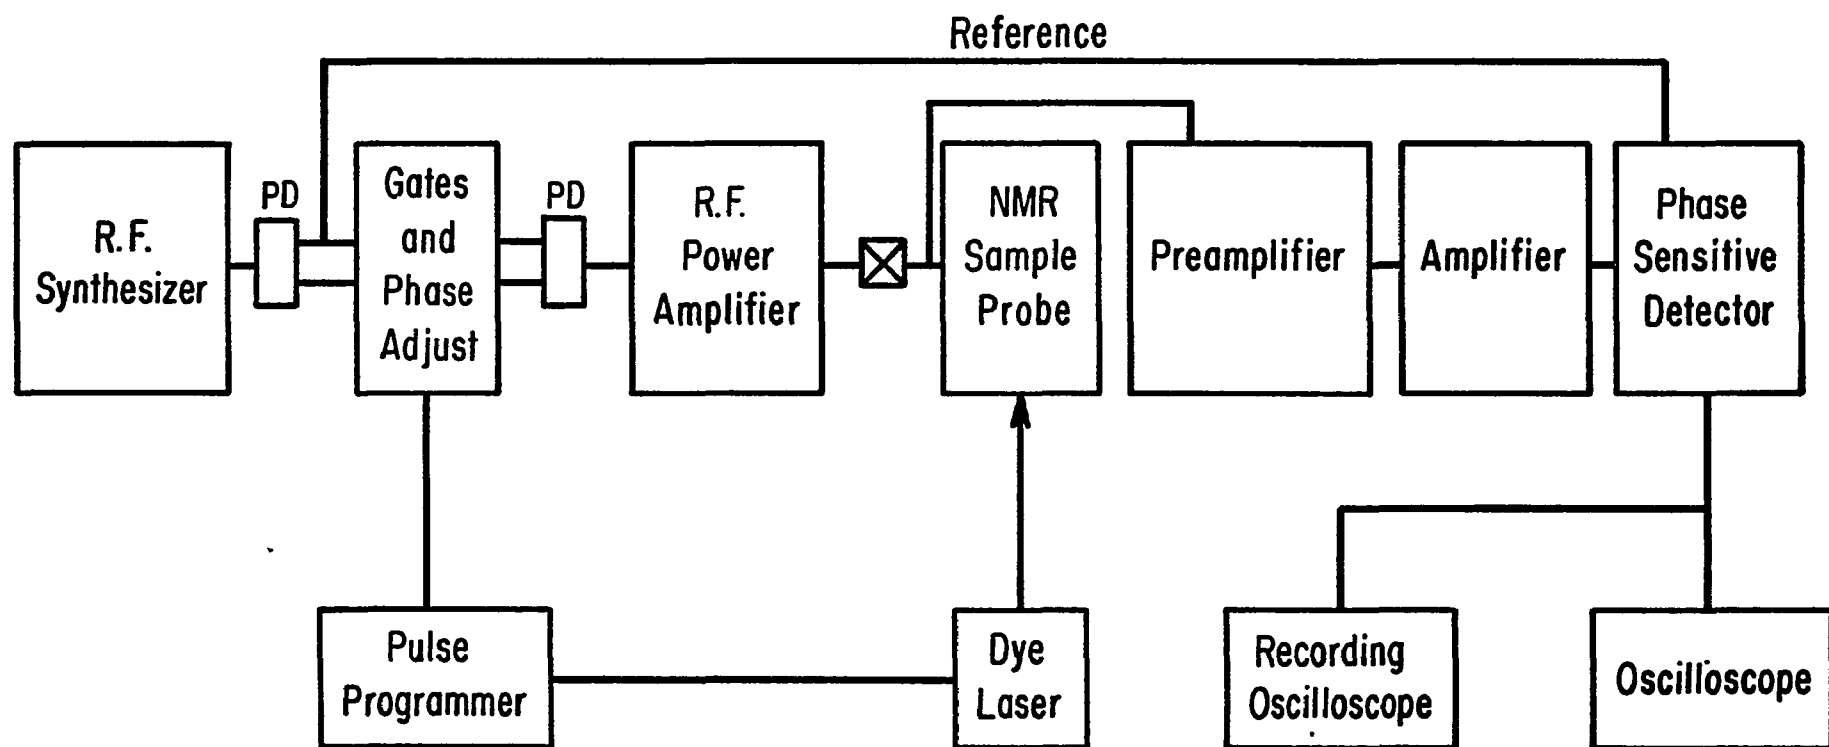 Reference
R.F.
Synthesizer
PD
Gates
and
Phase
Adjust
PD
R.F.
Power
Amplifier
NMR
Sample
Probe
Preamplifier
Amplifier
Phase
Sensitive
Detector
Pulse
Programmer
Dye
Laser
Recording
Oscilloscope
Oscilloscope